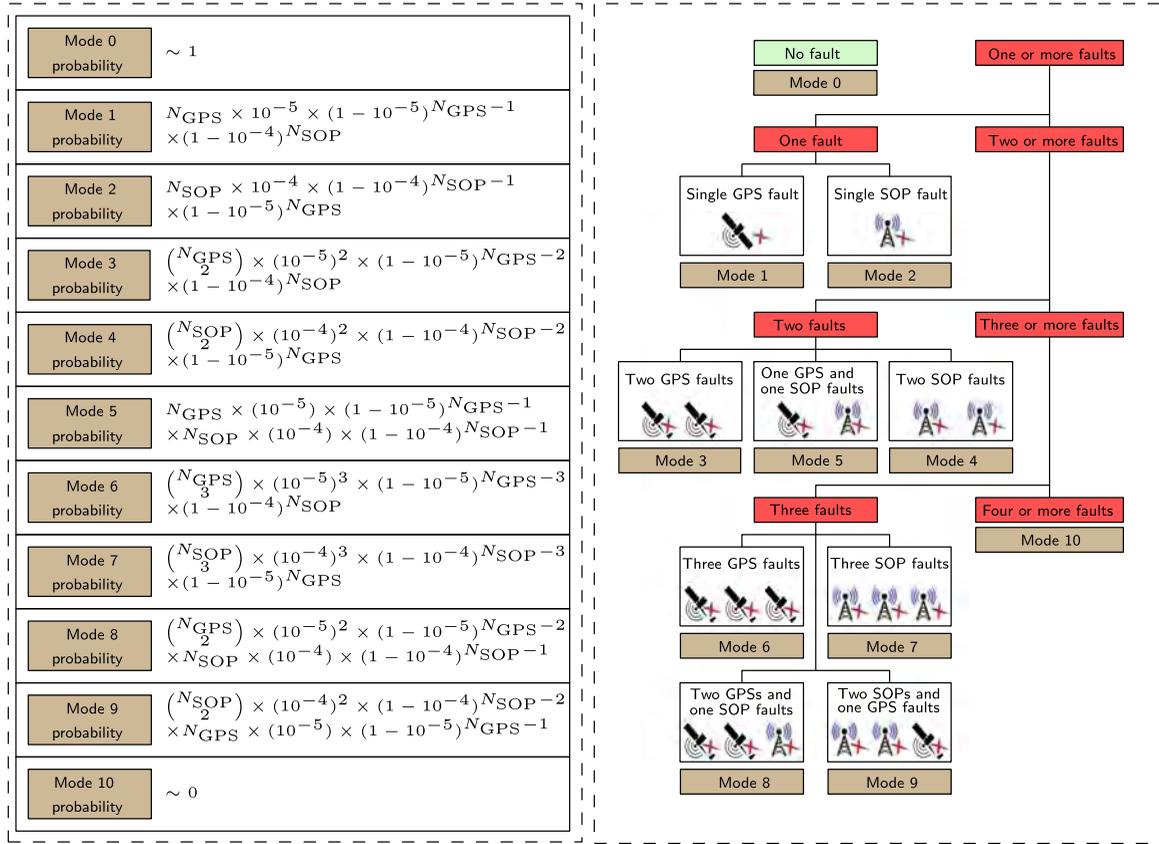 Mode 0
probability
∼ 1
Mode 1
probability
N_GPS × 10^{−5} × (1 − 10^{−5})^{N_GPS−1}
×(1 − 10^{−4})^{N_SOP}
Mode 2
probability
N_SOP × 10^{−4} × (1 − 10^{−4})^{N_SOP−1}
×(1 − 10^{−5})^{N_GPS}
Mode 3
probability
(N_GPS 2) × (10^{−5})^2 × (1 − 10^{−5})^{N_GPS−2}
×(1 − 10^{−4})^{N_SOP}
Mode 4
probability
(N_SOP 2) × (10^{−4})^2 × (1 − 10^{−4})^{N_SOP−2}
×(1 − 10^{−5})^{N_GPS}
Mode 5
probability
N_GPS × (10^{−5}) × (1 − 10^{−5})^{N_GPS−1}
×N_SOP × (10^{−4}) × (1 − 10^{−4})^{N_SOP−1}
Mode 6
probability
(N_GPS 3) × (10^{−5})^3 × (1 − 10^{−5})^{N_GPS−3}
×(1 − 10^{−4})^{N_SOP}
Mode 7
probability
(N_SOP 3) × (10^{−4})^3 × (1 − 10^{−4})^{N_SOP−3}
×(1 − 10^{−5})^{N_GPS}
Mode 8
probability
(N_GPS 2) × (10^{−5})^2 × (1 − 10^{−5})^{N_GPS−2}
×N_SOP × (10^{−4}) × (1 − 10^{−4})^{N_SOP−1}
Mode 9
probability
(N_SOP 2) × (10^{−4})^2 × (1 − 10^{−4})^{N_SOP−2}
×N_GPS × (10^{−5}) × (1 − 10^{−5})^{N_GPS−1}
Mode 10
probability
∼ 0
No fault
One or more faults
Mode 0
One fault
Two or more faults
Single GPS fault
Single SOP fault
Mode 1
Mode 2
Two faults
Three or more faults
Two GPS faults
One GPS and
one SOP faults
Two SOP faults
Mode 3
Mode 5
Mode 4
Three faults
Four or more faults
Mode 10
Three GPS faults
Three SOP faults
Mode 6
Mode 7
Two GPSs and
one SOP faults
Two SOPs and
one GPS faults
Mode 8
Mode 9